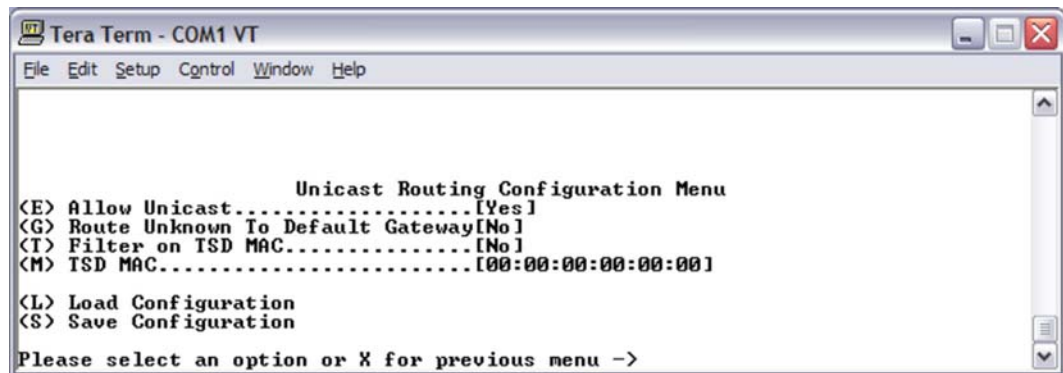 Tera Term - COM1 VT
File Edit Setup Control Window Help
Unicast Routing Configuration Menu
(E) Allow Unicast....................[Yes]
(G) Route Unknown To Default Gateway[No]
(T) Filter on TSD MAC................[No]
(M) TSD MAC..........................[00:00:00:00:00:00]
(L) Load Configuration
(S) Save Configuration
Please select an option or X for previous menu ->